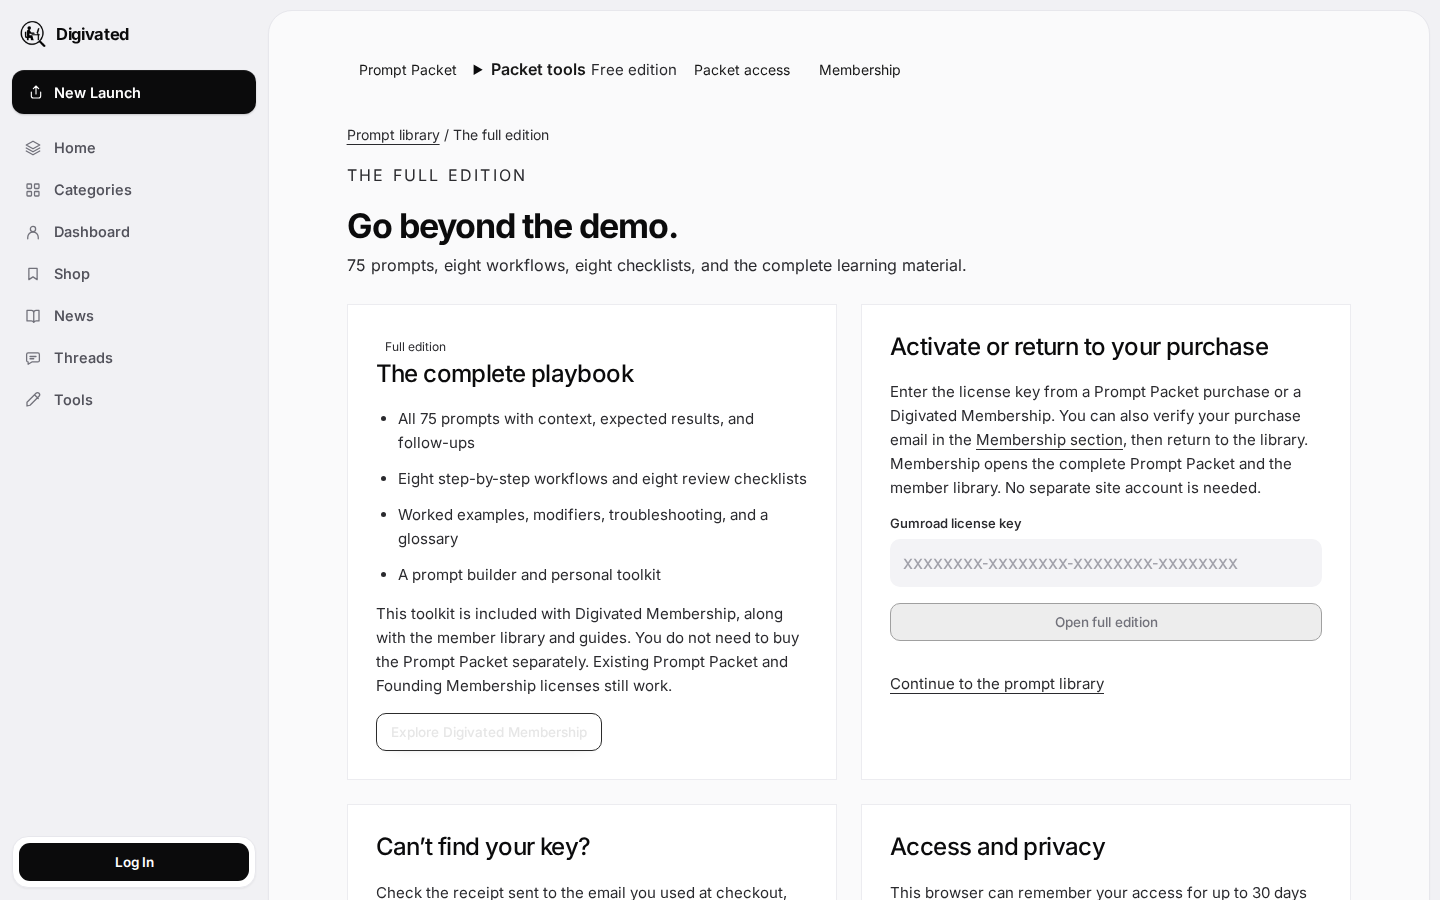 Digivated
New Launch
Home
Categories
Dashboard
Shop
News
Threads
Tools
Log In
Prompt Packet
Packet tools Free edition
Packet access
Membership
Prompt library / The full edition
THE FULL EDITION
Go beyond the demo.
75 prompts, eight workflows, eight checklists, and the complete learning material.
Full edition
The complete playbook
All 75 prompts with context, expected results, and
follow-ups
Eight step-by-step workflows and eight review checklists
Worked examples, modifiers, troubleshooting, and a
glossary
A prompt builder and personal toolkit
This toolkit is included with Digivated Membership, along
with the member library and guides. You do not need to buy
the Prompt Packet separately. Existing Prompt Packet and
Founding Membership licenses still work.
Explore Digivated Membership
Activate or return to your purchase
Enter the license key from a Prompt Packet purchase or a
Digivated Membership. You can also verify your purchase
email in the Membership section, then return to the library.
Membership opens the complete Prompt Packet and the
member library. No separate site account is needed.
Gumroad license key
XXXXXXXX-XXXXXXXX-XXXXXXXX-XXXXXXXX
Open full edition
Continue to the prompt library
Can’t find your key?
Check the receipt sent to the email you used at checkout,
Access and privacy
This browser can remember your access for up to 30 days